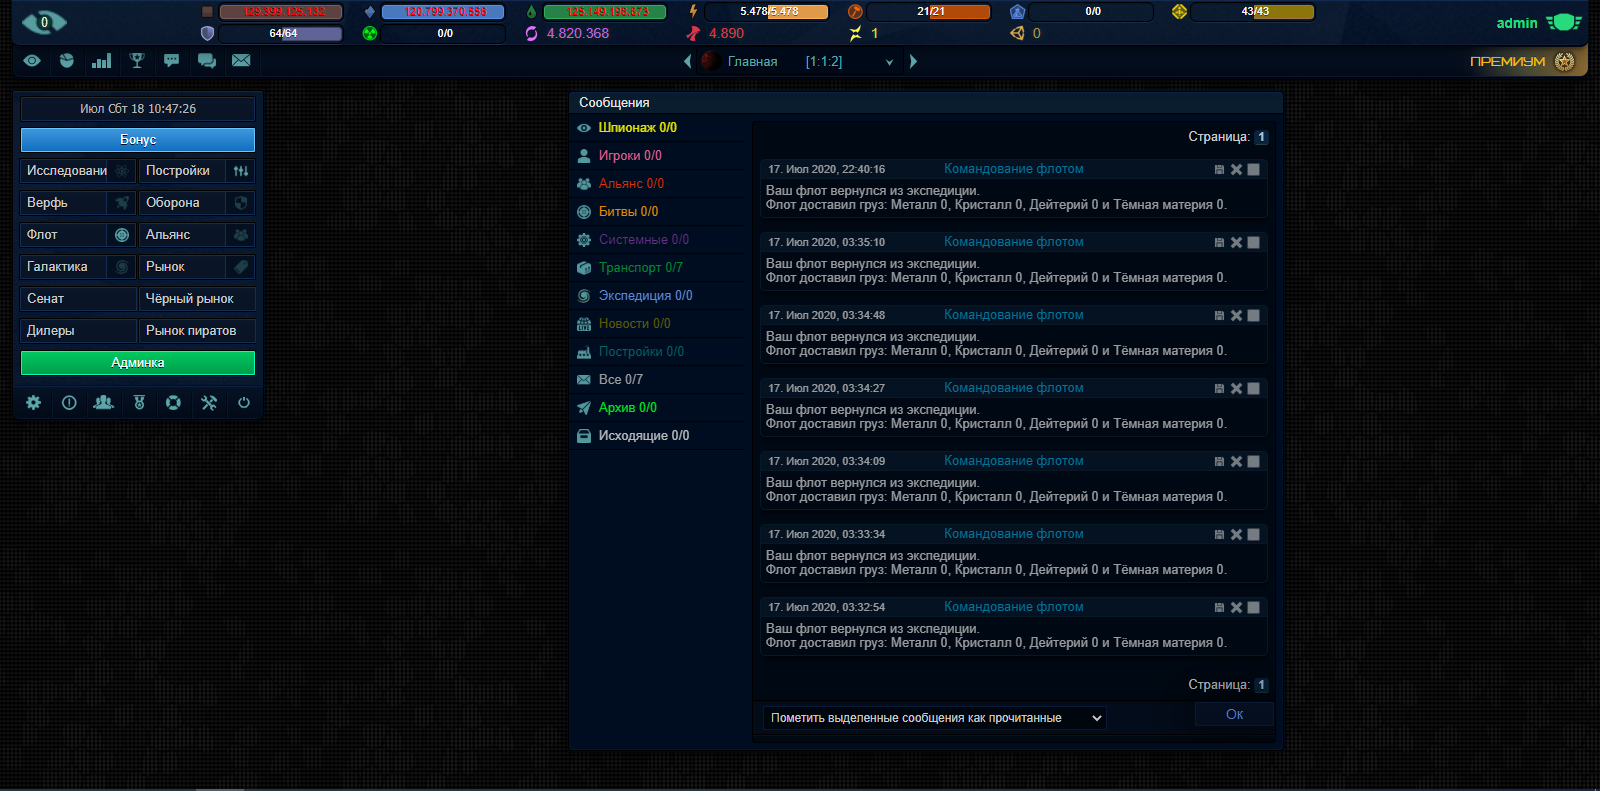 0
129.399.125.132 120.799.370.558 125.149.198.873 5.478/5.478 21/21 0/0 43/43
64/64 0/0 4.820.368 4.890 1 0
admin
Главная [1:1:2]
ПРЕМИУМ
Июл Сбт 18 10:47:26
Бонус
Исследовани Постройки
Верфь Оборона
Флот Альянс
Галактика Рынок
Сенат Чёрный рынок
Дилеры Рынок пиратов
Админка
Сообщения
Шпионаж 0/0
Игроки 0/0
Альянс 0/0
Битвы 0/0
Системные 0/0
Транспорт 0/7
Экспедиция 0/0
Новости 0/0
Постройки 0/0
Все 0/7
Архив 0/0
Исходящие 0/0
Страница: 1
17. Июл 2020, 22:40:16 Командование флотом
Ваш флот вернулся из экспедиции.
Флот доставил груз: Металл 0, Кристалл 0, Дейтерий 0 и Тёмная материя 0.
17. Июл 2020, 03:35:10 Командование флотом
Ваш флот вернулся из экспедиции.
Флот доставил груз: Металл 0, Кристалл 0, Дейтерий 0 и Тёмная материя 0.
17. Июл 2020, 03:34:48 Командование флотом
Ваш флот вернулся из экспедиции.
Флот доставил груз: Металл 0, Кристалл 0, Дейтерий 0 и Тёмная материя 0.
17. Июл 2020, 03:34:27 Командование флотом
Ваш флот вернулся из экспедиции.
Флот доставил груз: Металл 0, Кристалл 0, Дейтерий 0 и Тёмная материя 0.
17. Июл 2020, 03:34:09 Командование флотом
Ваш флот вернулся из экспедиции.
Флот доставил груз: Металл 0, Кристалл 0, Дейтерий 0 и Тёмная материя 0.
17. Июл 2020, 03:33:34 Командование флотом
Ваш флот вернулся из экспедиции.
Флот доставил груз: Металл 0, Кристалл 0, Дейтерий 0 и Тёмная материя 0.
17. Июл 2020, 03:32:54 Командование флотом
Ваш флот вернулся из экспедиции.
Флот доставил груз: Металл 0, Кристалл 0, Дейтерий 0 и Тёмная материя 0.
Страница: 1
Пометить выделенные сообщения как прочитанные
Ок